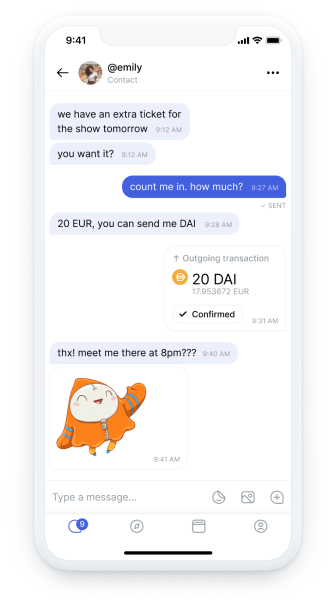 9:41
@emily
Contact
we have an extra ticket for
the show tomorrow 9:12 AM
you want it? 9:12 AM
count me in. how much? 9:27 AM
✓ SENT
20 EUR, you can send me DAI 9:28 AM
↑ Outgoing transaction
20 DAI
17.953672 EUR
✓ Confirmed
9:31 AM
thx! meet me there at 8pm??? 9:40 AM
9:41 AM
Type a message...
9